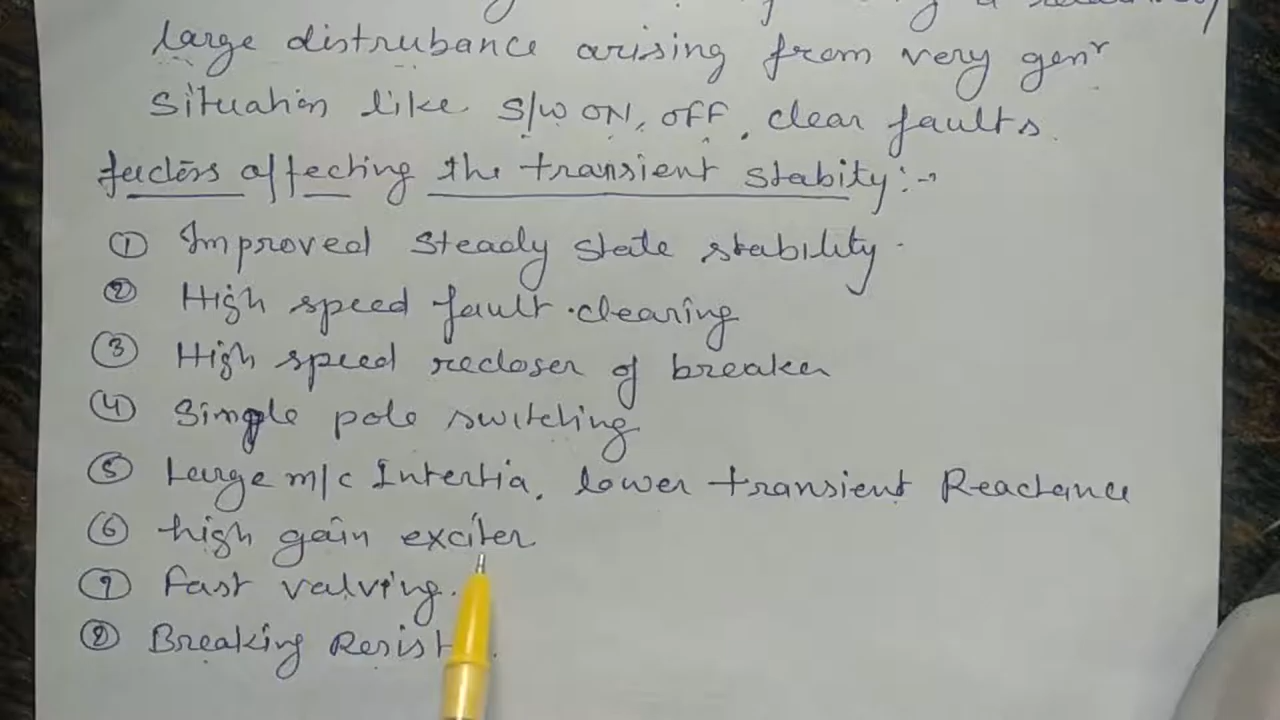 large distrubance arising from very genr
situation like S/W ON, OFF, clear faults.
factors affecting the transient stabity:-
① Improved steady state stability.
② High speed fault clearing
③ High speed recloser of breaker
④ Single pole switching
⑤ Large m/c Intertia, lower transient Reactance
⑥ high gain exciter
⑦ Fast valving.
⑧ Breaking Resist